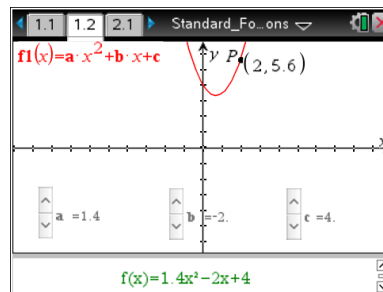 1.1 1.2 2.1 Standard_Fo...ons
f1(x)=a·x²+b·x+c
y P (2,5.6)
x
a =1.4 b =-2. c =4.
f(x)=1.4x²-2x+4